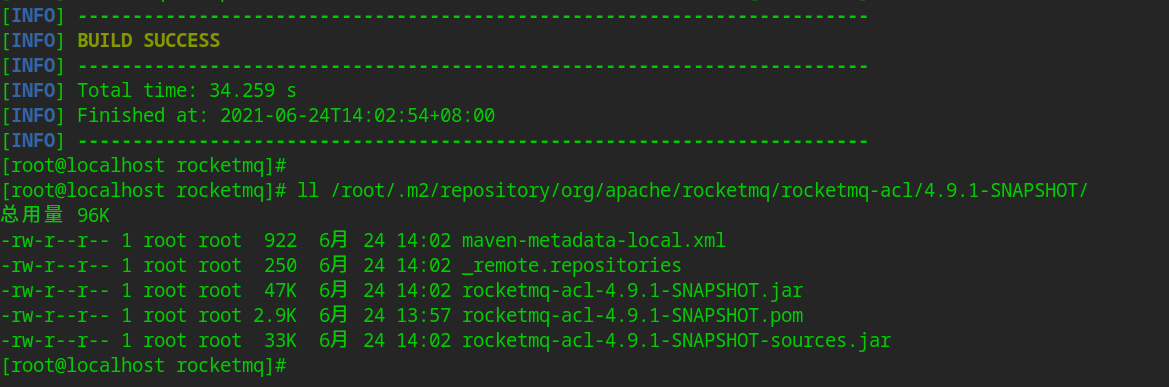 [INFO] ------------------------------------------------------------------------
[INFO] BUILD SUCCESS
[INFO] ------------------------------------------------------------------------
[INFO] Total time: 34.259 s
[INFO] Finished at: 2021-06-24T14:02:54+08:00
[INFO] ------------------------------------------------------------------------
[root@localhost rocketmq]#
[root@localhost rocketmq]# ll /root/.m2/repository/org/apache/rocketmq/rocketmq-acl/4.9.1-SNAPSHOT/
总用量 96K
-rw-r--r-- 1 root root  922  6月 24 14:02 maven-metadata-local.xml
-rw-r--r-- 1 root root  250  6月 24 14:02 _remote.repositories
-rw-r--r-- 1 root root  47K  6月 24 14:02 rocketmq-acl-4.9.1-SNAPSHOT.jar
-rw-r--r-- 1 root root 2.9K  6月 24 13:57 rocketmq-acl-4.9.1-SNAPSHOT.pom
-rw-r--r-- 1 root root  33K  6月 24 14:02 rocketmq-acl-4.9.1-SNAPSHOT-sources.jar
[root@localhost rocketmq]#